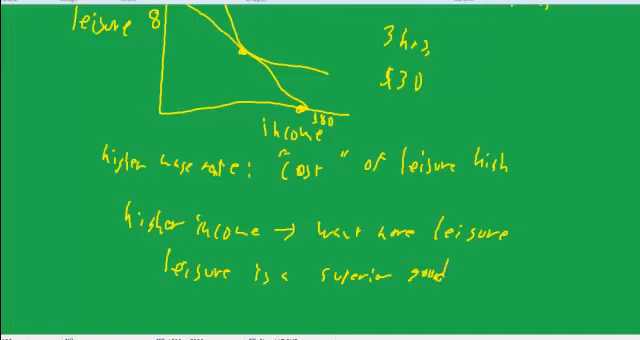 leisure 8
3 hrs
$30
$80
income
higher wage rate: "cost" of leisure high
higher income → want more leisure
leisure is a superior good